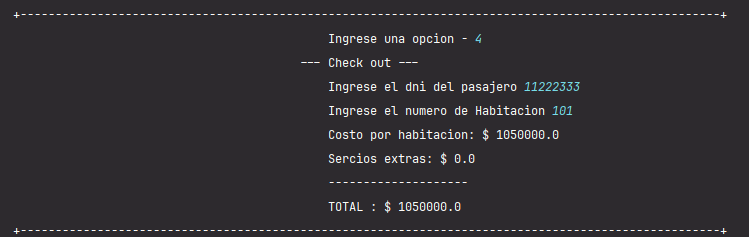 +----------------------------------------------------------------------------------------------------+
Ingrese una opcion - 4
--- Check out ---
Ingrese el dni del pasajero 11222333
Ingrese el numero de Habitacion 101
Costo por habitacion: $ 1050000.0
Sercios extras: $ 0.0
--------------------
TOTAL : $ 1050000.0
+----------------------------------------------------------------------------------------------------+